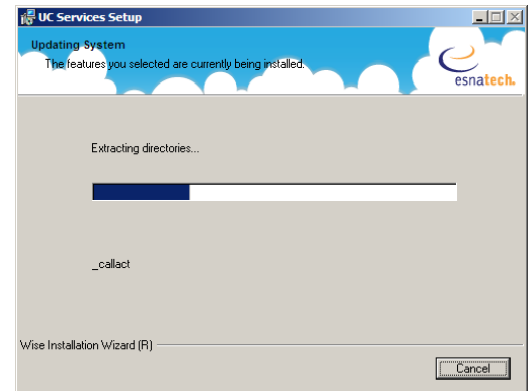 UC Services Setup
Updating System
The features you selected are currently being installed.
esnatech.
Extracting directories...
_callact
Wise Installation Wizard (R)
Cancel